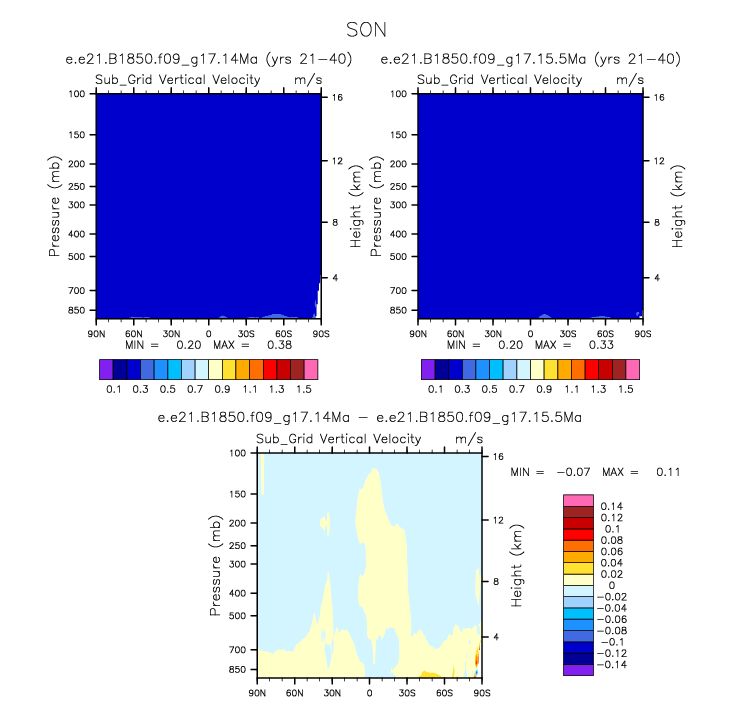 SON
e.e21.B1850.f09_g17.14Ma (yrs 21-40)
e.e21.B1850.f09_g17.15.5Ma (yrs 21-40)
Sub_Grid Vertical Velocity m/s
Sub_Grid Vertical Velocity m/s
Pressure (mb)
100
150
200
250
300
400
500
700
850
16
12
8
4
Height (km)
90N 60N 30N 0 30S 60S 90S
MIN = 0.20 MAX = 0.38
0.1 0.3 0.5 0.7 0.9 1.1 1.3 1.5
Pressure (mb)
100
150
200
250
300
400
500
700
850
16
12
8
4
Height (km)
90N 60N 30N 0 30S 60S 90S
MIN = 0.20 MAX = 0.33
0.1 0.3 0.5 0.7 0.9 1.1 1.3 1.5
e.e21.B1850.f09_g17.14Ma - e.e21.B1850.f09_g17.15.5Ma
Sub_Grid Vertical Velocity m/s
Pressure (mb)
100
150
200
250
300
400
500
700
850
16
12
8
4
Height (km)
90N 60N 30N 0 30S 60S 90S
MIN = -0.07 MAX = 0.11
0.14
0.12
0.1
0.08
0.06
0.04
0.02
0
-0.02
-0.04
-0.06
-0.08
-0.1
-0.12
-0.14